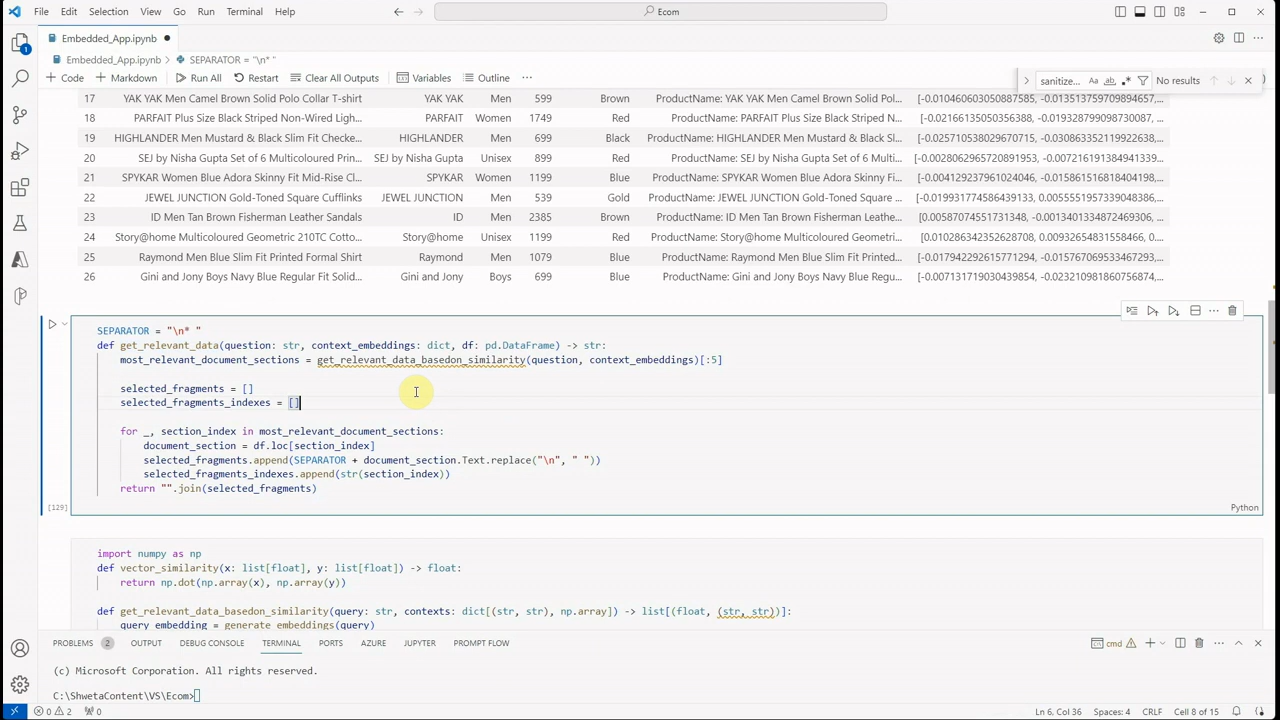 File Edit Selection View Go Run Terminal Help
Ecom
Embedded_App.ipynb
Embedded_App.ipynb > SEPARATOR = "\n* "
+ Code + Markdown Run All Restart Clear All Outputs Variables Outline ...
sanitize... Aa ab .* No results
17 YAK YAK Men Camel Brown Solid Polo Collar T-shirt YAK YAK Men 599 Brown ProductName: YAK YAK Men Camel Brown Solid Pol... [-0.010460603050887585, -0.013513759709894657,...
18 PARFAIT Plus Size Black Striped Non-Wired Ligh... PARFAIT Women 1749 Red ProductName: PARFAIT Plus Size Black Striped N... [-0.02166135050356388, -0.019328799098730087, ...
19 HIGHLANDER Men Mustard & Black Slim Fit Checke... HIGHLANDER Men 699 Black ProductName: HIGHLANDER Men Mustard & Black Sl... [-0.025710538029670715, -0.030863352119922638,...
20 SEJ by Nisha Gupta Set of 6 Multicoloured Prin... SEJ by Nisha Gupta Unisex 899 Red ProductName: SEJ by Nisha Gupta Set of 6 Multi... [-0.0028062965720891953, -0.007216191384941339...
21 SPYKAR Women Blue Adora Skinny Fit Mid-Rise Cl... SPYKAR Women 1199 Blue ProductName: SPYKAR Women Blue Adora Skinny Fi... [-0.004129237961024046, -0.015861516818404198,...
22 JEWEL JUNCTION Gold-Toned Square Cufflinks JEWEL JUNCTION Men 539 Gold ProductName: JEWEL JUNCTION Gold-Toned Square ... [-0.019931774586439133, 0.0055551957339048386,...
23 ID Men Tan Brown Fisherman Leather Sandals ID Men 2385 Brown ProductName: ID Men Tan Brown Fisherman Leathe... [0.00587074551731348, -0.0013401334872469306, ...
24 Story@home Multicoloured Geometric 210TC Cotto... Story@home Unisex 1199 Red ProductName: Story@home Multicoloured Geometri... [0.010286342352628708, 0.00932654831558466, 0....
25 Raymond Men Blue Slim Fit Printed Formal Shirt Raymond Men 1079 Blue ProductName: Raymond Men Blue Slim Fit Printed... [-0.017942292615771294, -0.015767069533467293,...
26 Gini and Jony Boys Navy Blue Regular Fit Solid... Gini and Jony Boys 699 Blue ProductName: Gini and Jony Boys Navy Blue Regu... [-0.007131719030439854, -0.023210981860756874,...
SEPARATOR = "\n* "
def get_relevant_data(question: str, context_embeddings: dict, df: pd.DataFrame) -> str:
most_relevant_document_sections = get_relevant_data_basedon_similarity(question, context_embeddings)[:5]
selected_fragments = []
selected_fragments_indexes = []
for _, section_index in most_relevant_document_sections:
document_section = df.loc[section_index]
selected_fragments.append(SEPARATOR + document_section.Text.replace("\n", " "))
selected_fragments_indexes.append(str(section_index))
return "".join(selected_fragments)
[129] Python
import numpy as np
def vector_similarity(x: list[float], y: list[float]) -> float:
return np.dot(np.array(x), np.array(y))
def get_relevant_data_basedon_similarity(query: str, contexts: dict[(str, str), np.array]) -> list[(float, (str, str))]:
query_embedding = generate_embeddings(query)
PROBLEMS 2 OUTPUT DEBUG CONSOLE TERMINAL PORTS AZURE JUPYTER PROMPT FLOW
cmd
(c) Microsoft Corporation. All rights reserved.
C:\ShwetaContent\VS\Ecom>
0 2 0 Ln 6, Col 36 Spaces: 4 CRLF Cell 8 of 15